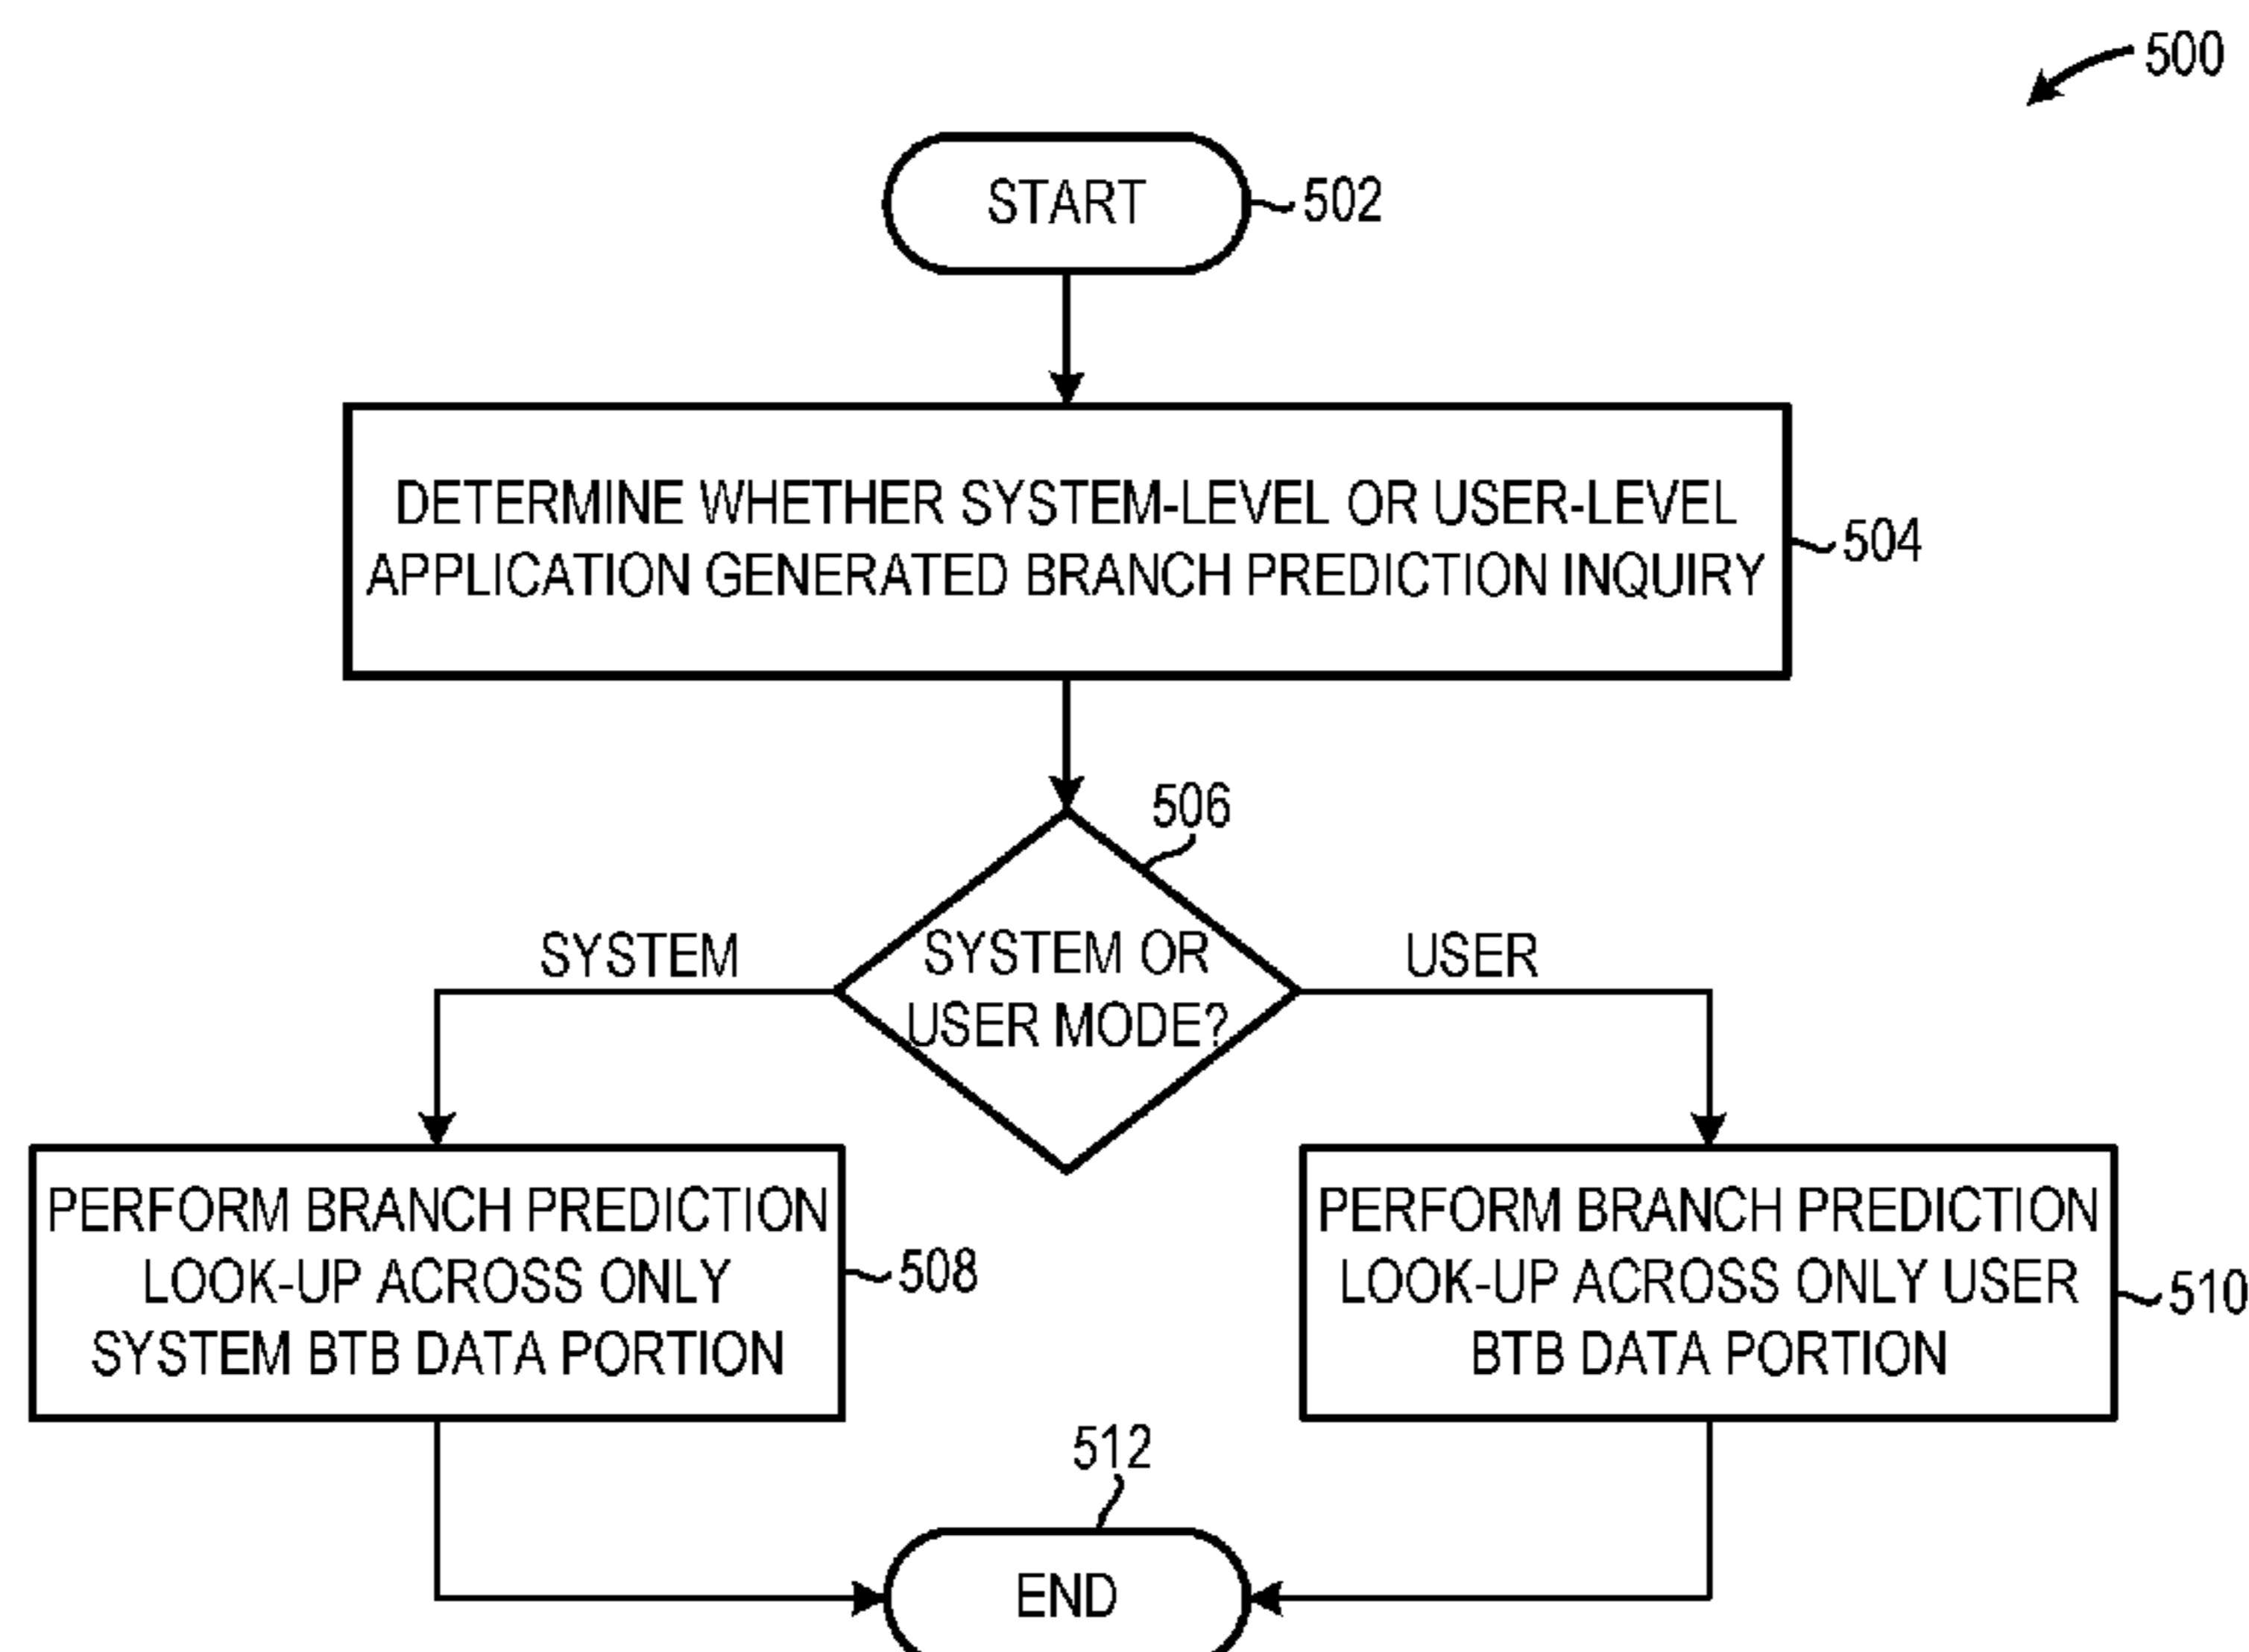 500
START
502
DETERMINE WHETHER SYSTEM-LEVEL OR USER-LEVEL
APPLICATION GENERATED BRANCH PREDICTION INQUIRY
504
506
SYSTEM OR
USER MODE?
SYSTEM
USER
PERFORM BRANCH PREDICTION
LOOK-UP ACROSS ONLY
SYSTEM BTB DATA PORTION
508
PERFORM BRANCH PREDICTION
LOOK-UP ACROSS ONLY USER
BTB DATA PORTION
510
512
END